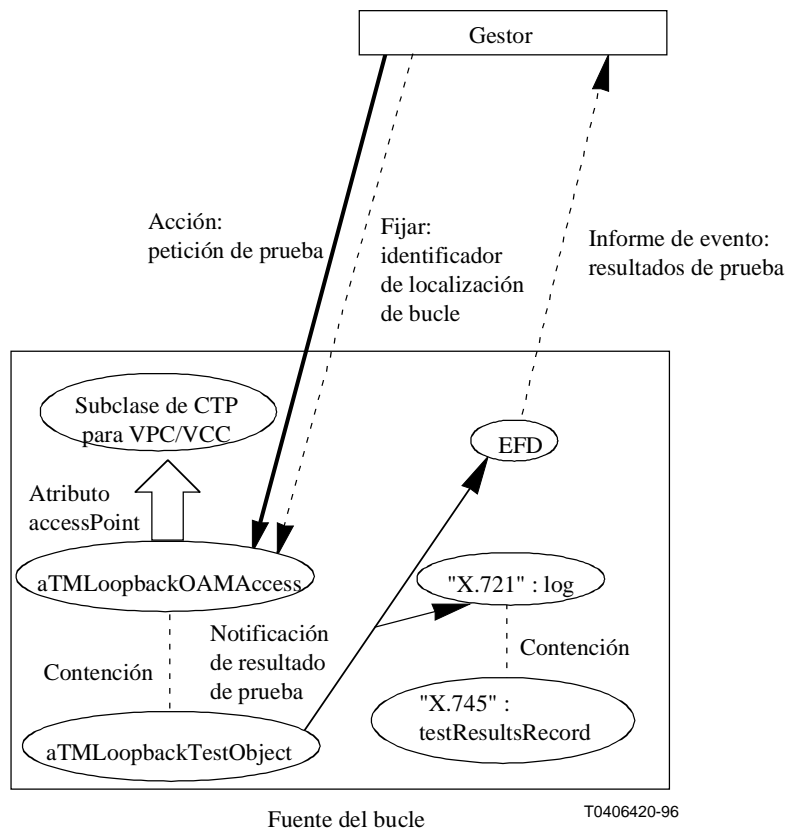 Gestor
Acción:
petición de prueba
Fijar:
identificador
de localización
de bucle
Informe de evento:
resultados de prueba
Subclase de CTP
para VPC/VCC
EFD
Atributo
accessPoint
aTMLoopbackOAMAccess
"X.721" : log
Notificación
de resultado
de prueba
Contención
Contención
"X.745" :
testResultsRecord
aTMLoopbackTestObject
Fuente del bucle
T0406420-96